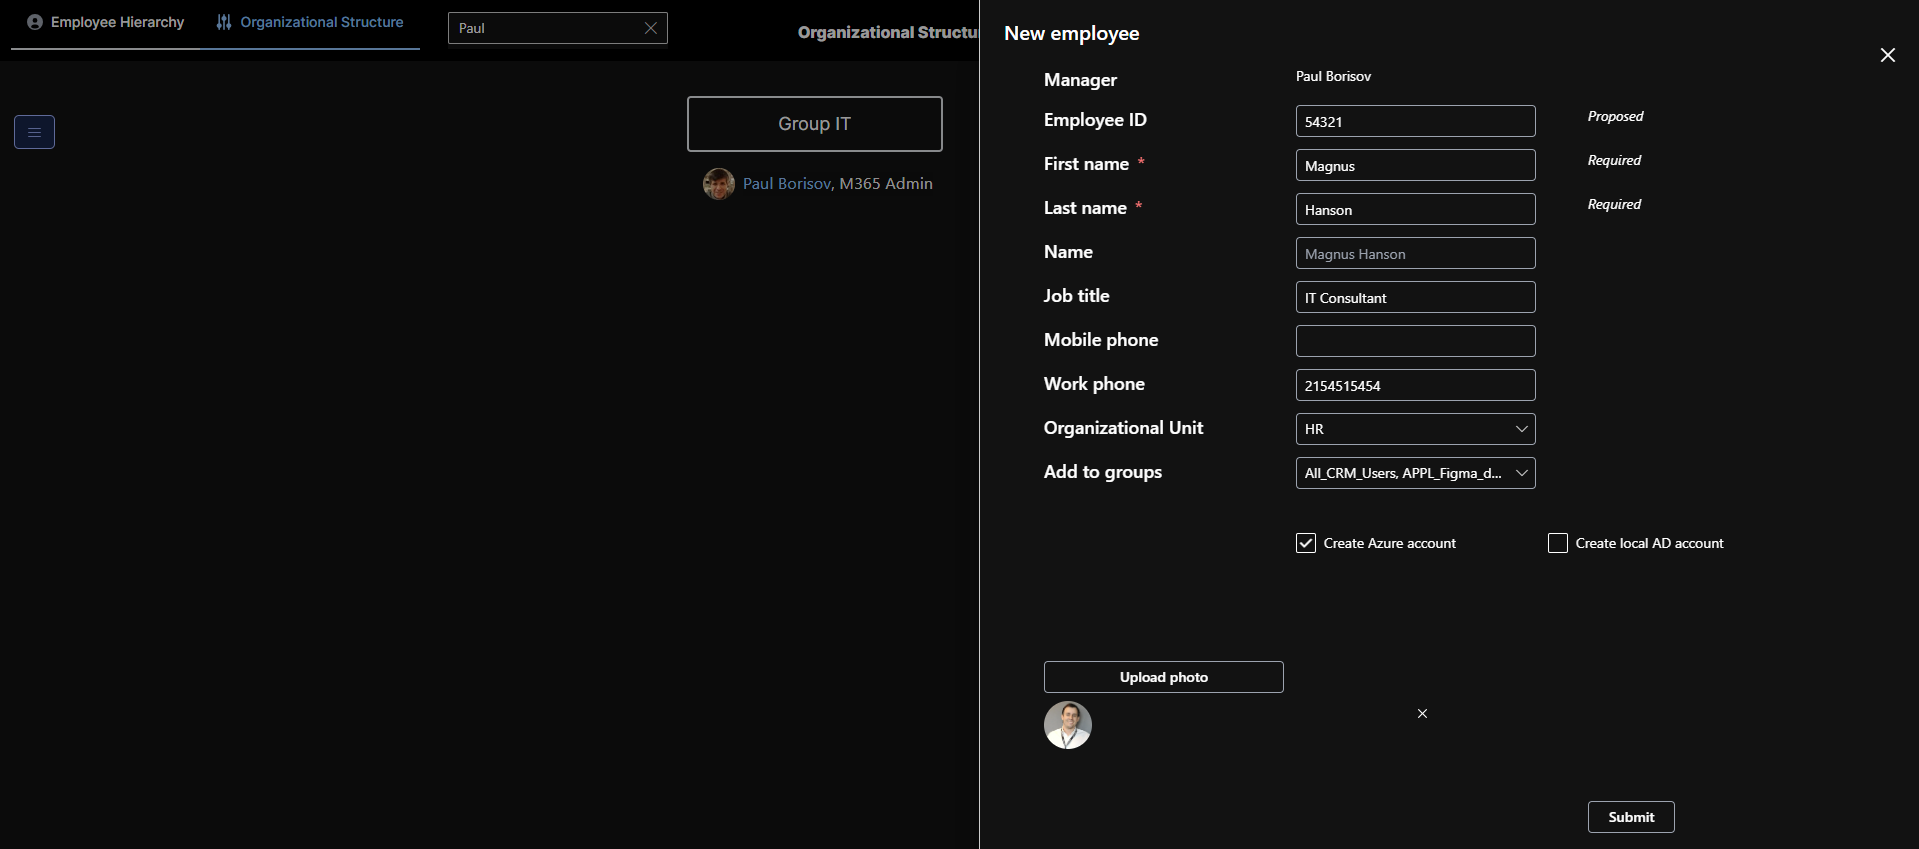 Employee Hierarchy
Organizational Structure
Paul
Organizational Structu
Group IT
Paul Borisov, M365 Admin
New employee
Manager Paul Borisov
Employee ID 54321 Proposed
First name * Magnus Required
Last name * Hanson Required
Name Magnus Hanson
Job title IT Consultant
Mobile phone
Work phone 2154515454
Organizational Unit HR
Add to groups All_CRM_Users, APPL_Figma_d...
Create Azure account Create local AD account
Upload photo
Submit